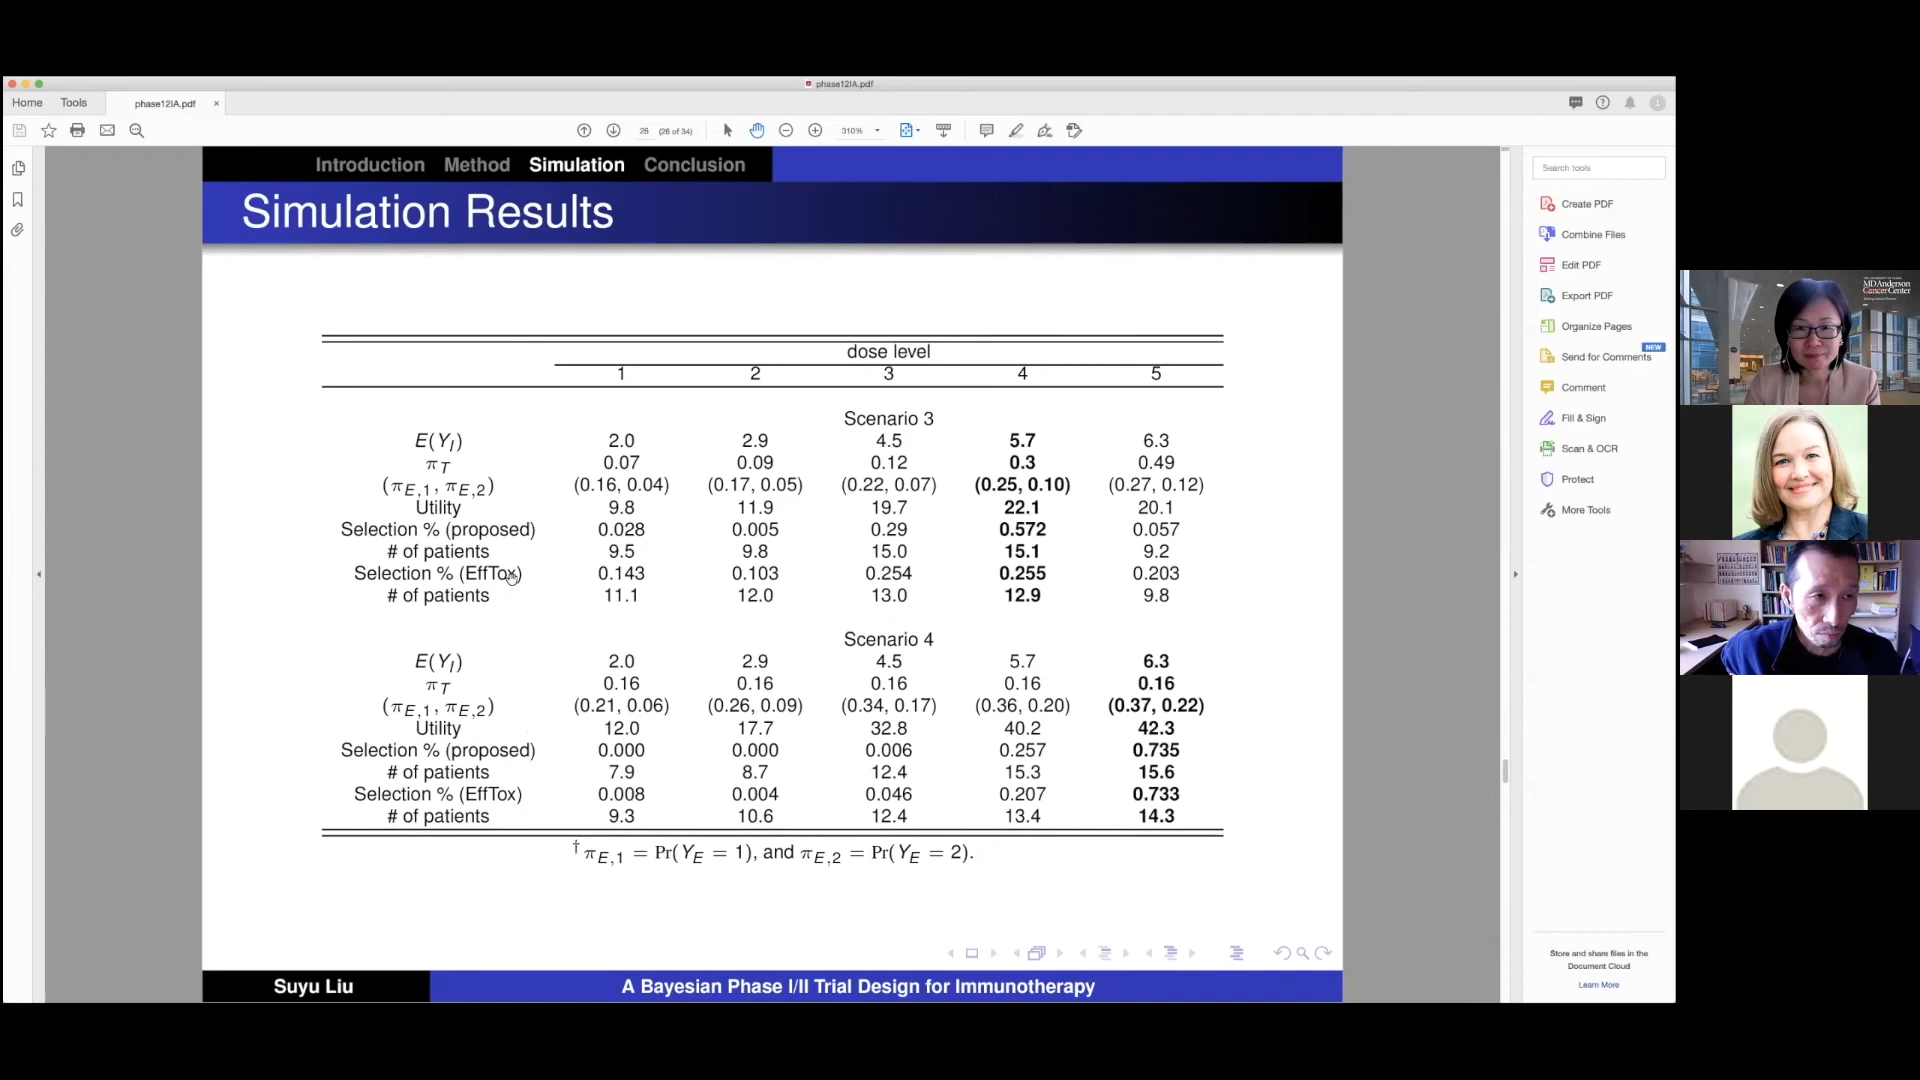 phase12IA.pdf
Home Tools phase12IA.pdf ×
26 (26 of 34) 310%
Introduction Method Simulation Conclusion
Simulation Results
dose level
1 2 3 4 5
Scenario 3
E(Y_I) 2.0 2.9 4.5 5.7 6.3
π_T 0.07 0.09 0.12 0.3 0.49
(π_E,1, π_E,2) (0.16, 0.04) (0.17, 0.05) (0.22, 0.07) (0.25, 0.10) (0.27, 0.12)
Utility 9.8 11.9 19.7 22.1 20.1
Selection % (proposed) 0.028 0.005 0.29 0.572 0.057
# of patients 9.5 9.8 15.0 15.1 9.2
Selection % (EffTox) 0.143 0.103 0.254 0.255 0.203
# of patients 11.1 12.0 13.0 12.9 9.8
Scenario 4
E(Y_I) 2.0 2.9 4.5 5.7 6.3
π_T 0.16 0.16 0.16 0.16 0.16
(π_E,1, π_E,2) (0.21, 0.06) (0.26, 0.09) (0.34, 0.17) (0.36, 0.20) (0.37, 0.22)
Utility 12.0 17.7 32.8 40.2 42.3
Selection % (proposed) 0.000 0.000 0.006 0.257 0.735
# of patients 7.9 8.7 12.4 15.3 15.6
Selection % (EffTox) 0.008 0.004 0.046 0.207 0.733
# of patients 9.3 10.6 12.4 13.4 14.3
† π_E,1 = Pr(Y_E = 1), and π_E,2 = Pr(Y_E = 2).
Suyu Liu A Bayesian Phase I/II Trial Design for Immunotherapy
Search tools
Create PDF
Combine Files
Edit PDF
Export PDF
Organize Pages
NEW
Send for Comments
Comment
Fill & Sign
Scan & OCR
Protect
More Tools
Store and share files in the
Document Cloud
Learn More
MD Anderson
Cancer Center